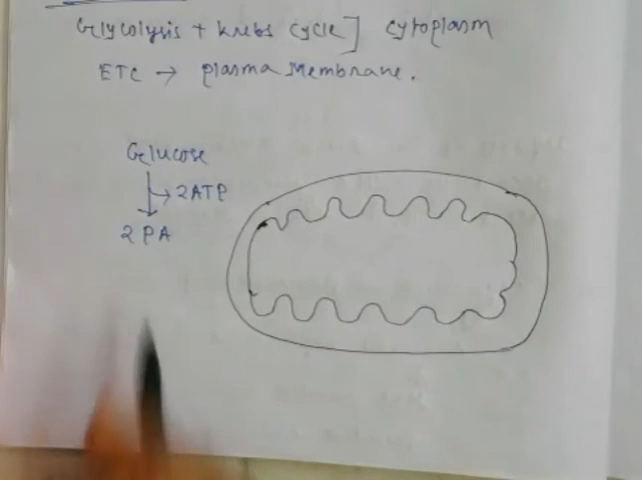 Glycolysis + Krebs cycle] cytoplasm
ETC → plasma Membrane.
Glucose
→ 2ATP
2 PA